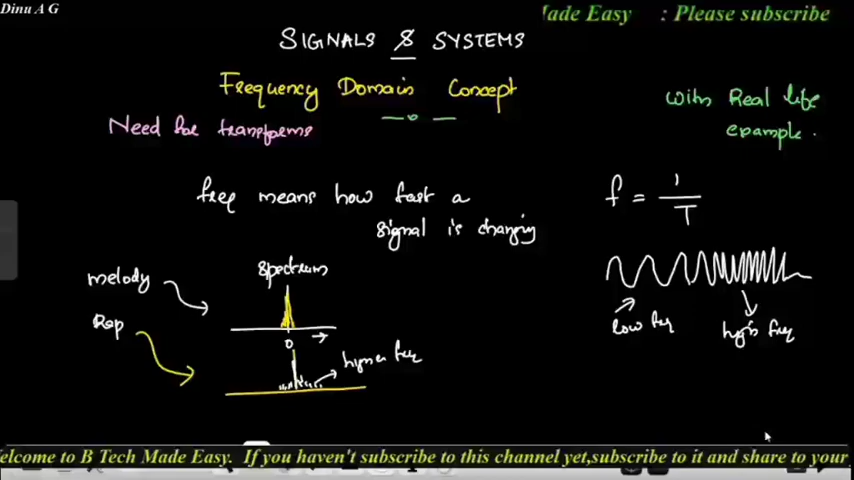 Dinu A G
Made Easy : Please subscribe
SIGNALS & SYSTEMS
Frequency Domain Concept
With Real life
example.
Need for transforms
freq means how fast a
signal is changing
f = 1/T
melody
spectrum
Rap
0
higher freq
low freq
high freq
Welcome to B Tech Made Easy. If you haven't subscribe to this channel yet,subscribe to it and share to your